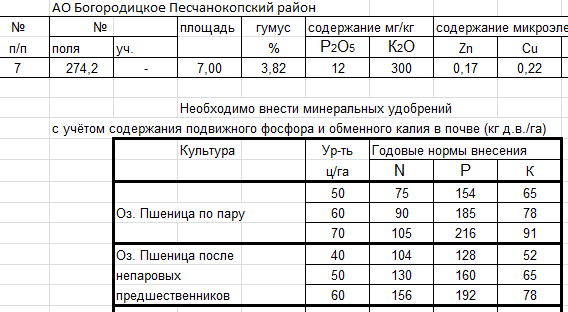 АО Богородицкое Песчанокопский район
№ № площадь гумус содержание мг/кг содержание микроэле
п/п поля уч. % P2O5 K2O Zn Cu
7 274,2 - 7,00 3,82 12 300 0,17 0,22
Необходимо внести минеральных удобрений
с учётом содержания подвижного фосфора и обменного калия в почве (кг д.в./га)
Культура Ур-ть Годовые нормы внесения
ц/га N P К
50 75 154 65
Оз. Пшеница по пару 60 90 185 78
70 105 216 91
Оз. Пшеница после 40 104 128 52
непаровых 50 130 160 65
предшественников 60 156 192 78